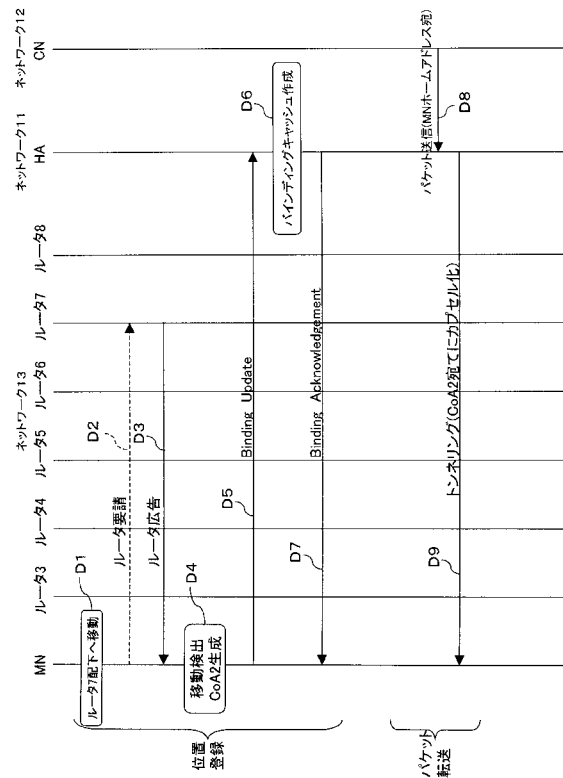 ネットワーク13
ネットワーク11
ネットワーク12
MN
ルータ3
ルータ4
ルータ5
ルータ6
ルータ7
ルータ8
HA
CN
位置
登録
D1
ルータ7配下へ移動
D2
ルータ要請
D3
ルータ広告
D4
移動検出
CoA2生成
D5
Binding Update
D6
バインディングキャッシュ作成
D7
Binding Acknowledgement
パケット
転送
パケット送信(MNホームアドレス宛)
D8
トンネリング(CoA2宛てにカプセル化)
D9